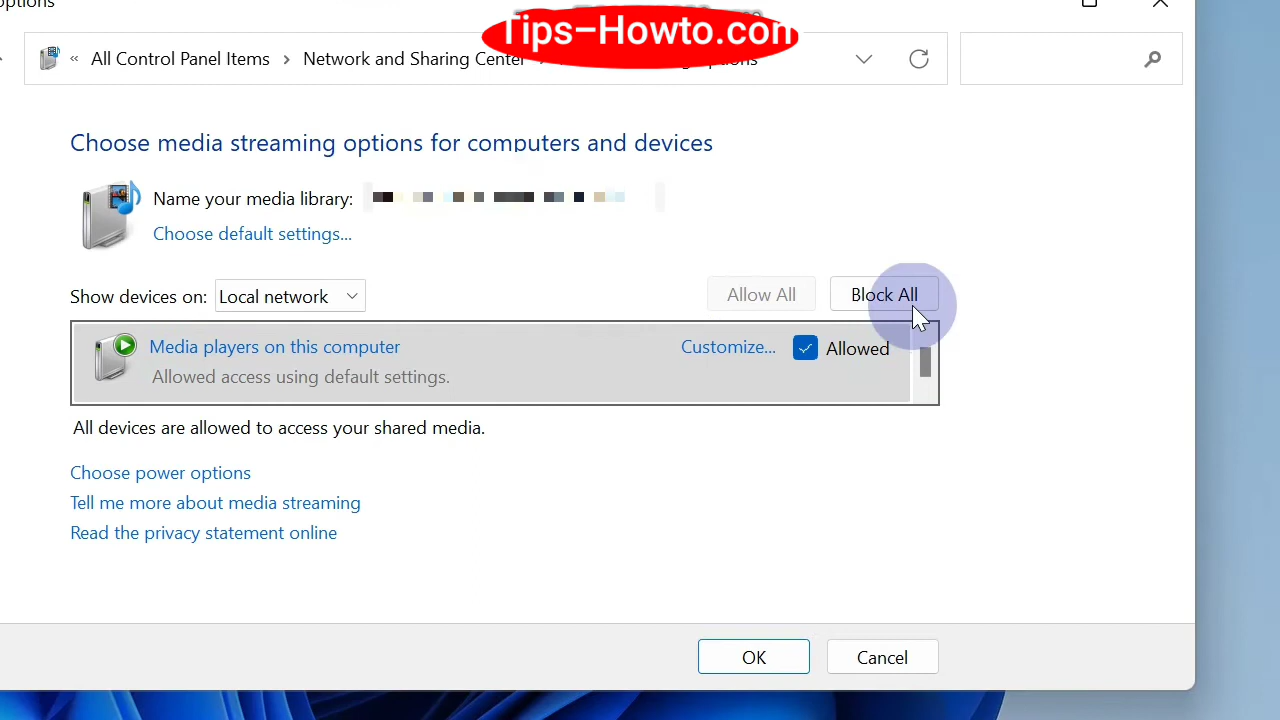 options
Tips-Howto.com
« All Control Panel Items > Network and Sharing Center
Choose media streaming options for computers and devices
Name your media library:
Choose default settings...
Show devices on: Local network
Allow All
Block All
Media players on this computer
Customize...
Allowed
Allowed access using default settings.
All devices are allowed to access your shared media.
Choose power options
Tell me more about media streaming
Read the privacy statement online
OK
Cancel